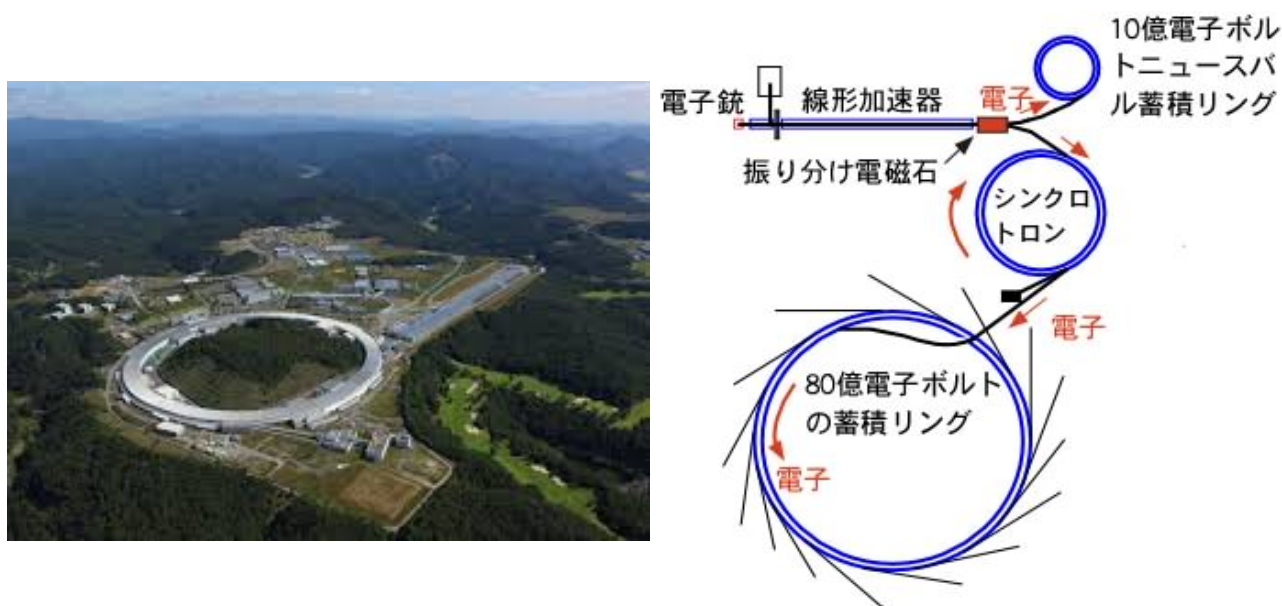 10億電子ボル
トニュースバ
ル蓄積リング
電子銃
線形加速器
電子
振り分け電磁石
シンクロ
トロン
電子
80億電子ボルト
の蓄積リング
電子